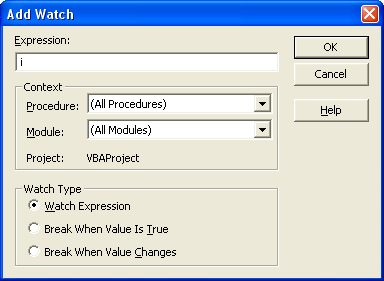 Add Watch
Expression:
i
OK
Cancel
Help
Context
Procedure: (All Procedures)
Module: (All Modules)
Project: VBAProject
Watch Type
Watch Expression
Break When Value Is True
Break When Value Changes